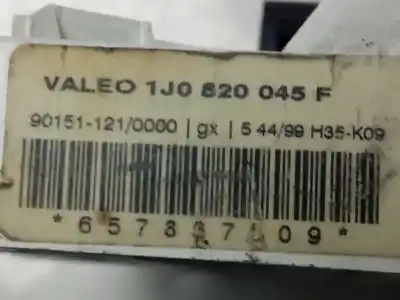 VALEO 1J0 820 045 F
90151-121/0000 | gx | 5 44/99 H35-K09